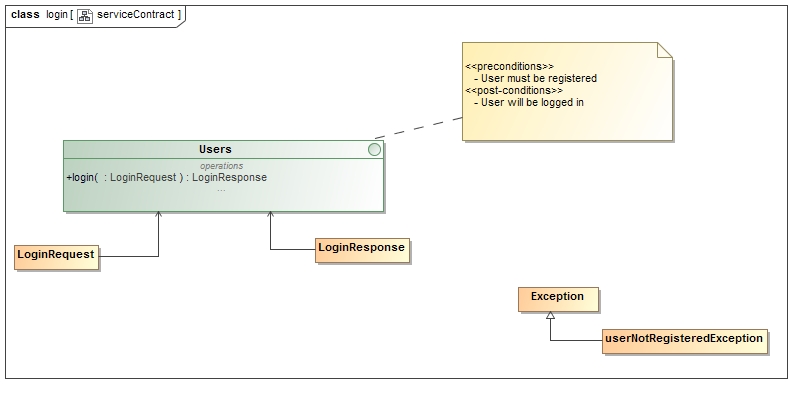 class login [ serviceContract ]
<<preconditions>>
- User must be registered
<<post-conditions>>
- User will be logged in
Users
operations
+login( : LoginRequest ) : LoginResponse
...
LoginRequest
LoginResponse
Exception
userNotRegisteredException